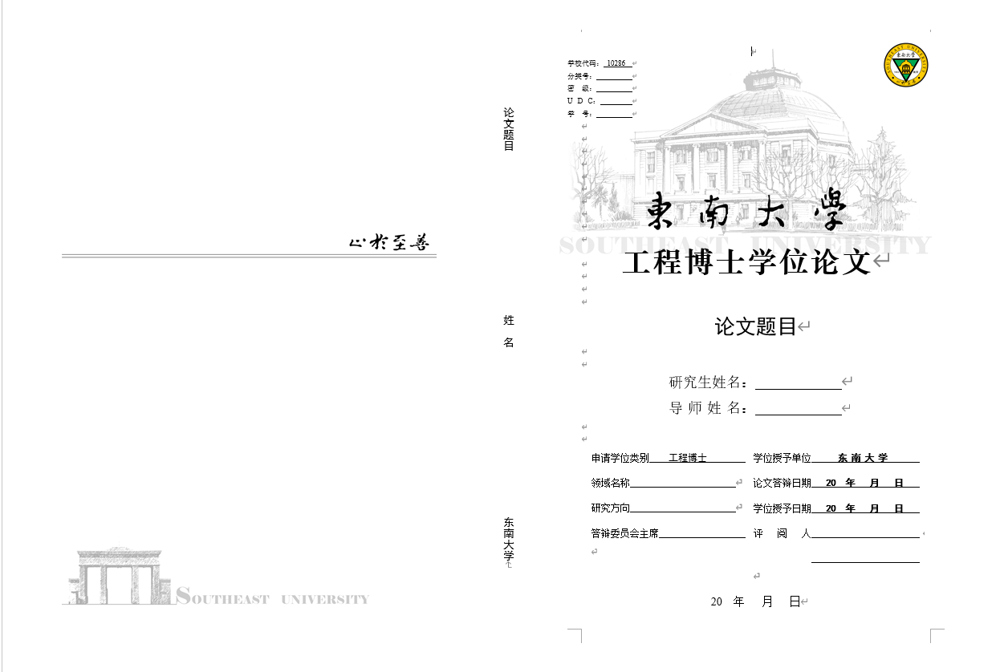 止於至善
SOUTHEAST UNIVERSITY
论文题目
姓名
东南大学
学校代码： 10286
分类号：
密 级：
U D C：
学 号：
東南大學
SOUTHEAST UNIVERSITY
工程博士学位论文
论文题目
研究生姓名：
导 师 姓 名：
申请学位类别 工程博士 学位授予单位 东 南 大 学
领域名称 论文答辩日期 20 年 月 日
研究方向 学位授予日期 20 年 月 日
答辩委员会主席 评 阅 人
20 年 月 日